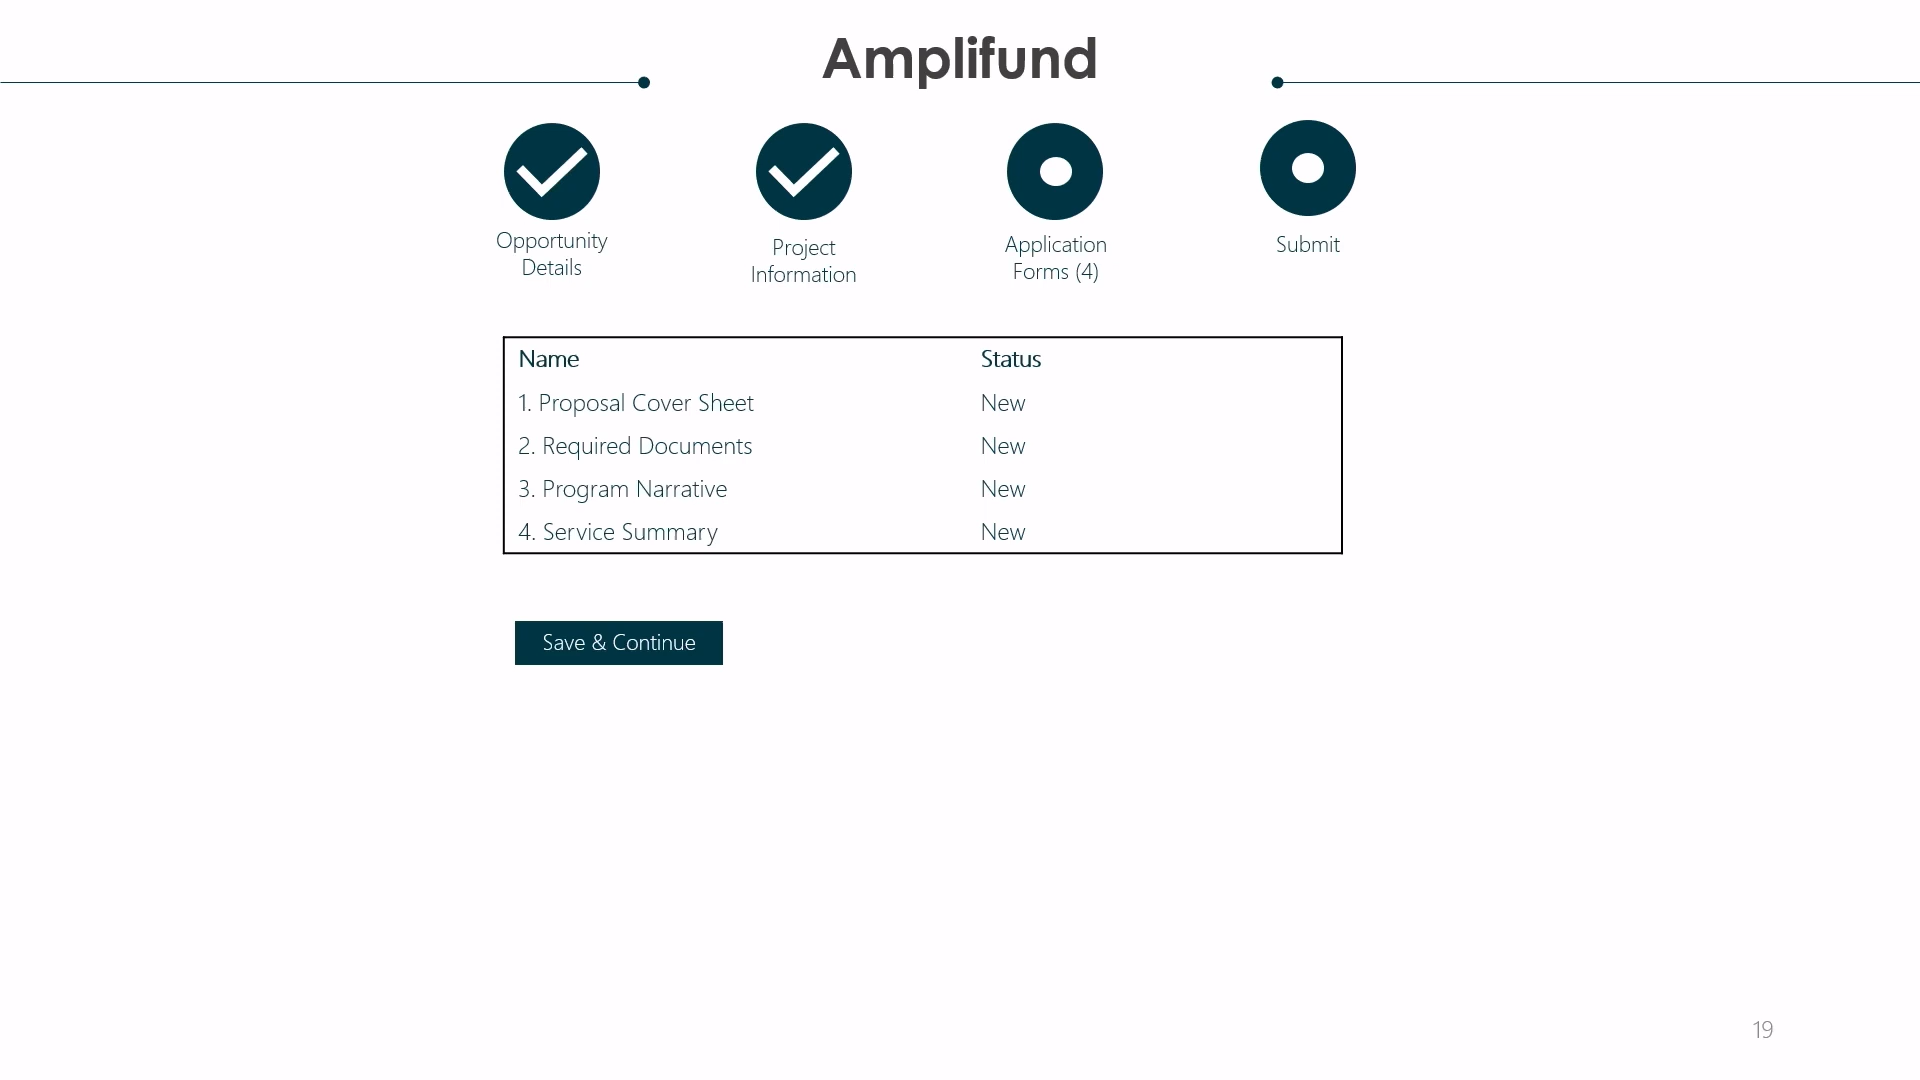 Amplifund
Opportunity
Details
Project
Information
Application
Forms (4)
Submit
Name Status
1. Proposal Cover Sheet New
2. Required Documents New
3. Program Narrative New
4. Service Summary New
Save & Continue
19